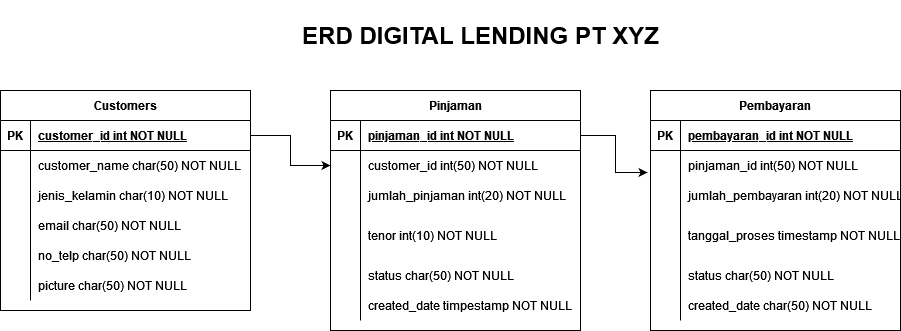 ERD DIGITAL LENDING PT XYZ
Customers
PK customer_id int NOT NULL
customer_name char(50) NOT NULL
jenis_kelamin char(10) NOT NULL
email char(50) NOT NULL
no_telp char(50) NOT NULL
picture char(50) NOT NULL
Pinjaman
PK pinjaman_id int NOT NULL
customer_id int(50) NOT NULL
jumlah_pinjaman int(20) NOT NULL
tenor int(10) NOT NULL
status char(50) NOT NULL
created_date timpestamp NOT NULL
Pembayaran
PK pembayaran_id int NOT NULL
pinjaman_id int(50) NOT NULL
jumlah_pembayaran int(20) NOT NULL
tanggal_proses timestamp NOT NULL
status char(50) NOT NULL
created_date char(50) NOT NULL